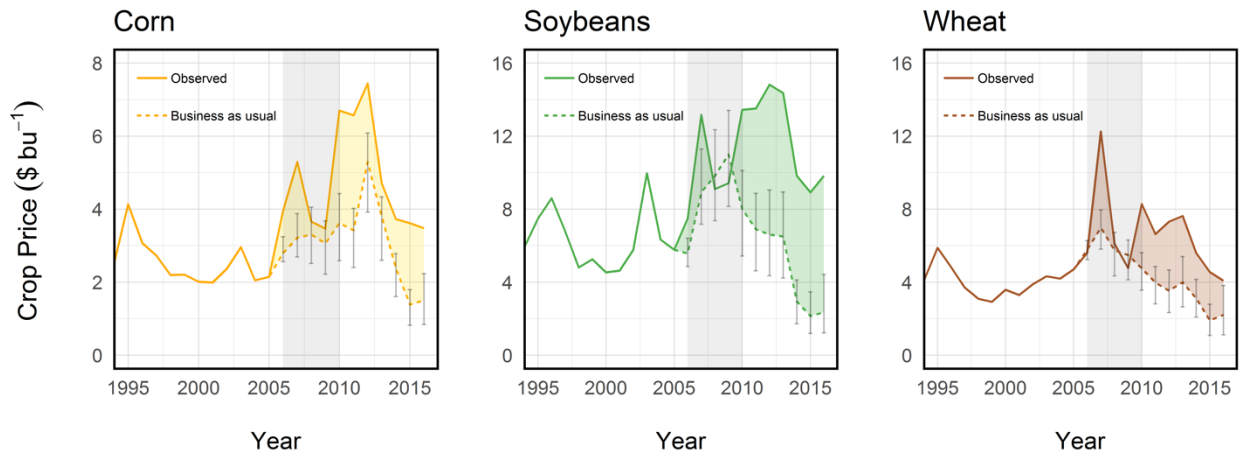 Corn
Soybeans
Wheat
Crop Price ($ bu⁻¹)
8
6
4
2
0
Observed
Business as usual
1995 2000 2005 2010 2015
Year
16
12
8
4
0
Observed
Business as usual
1995 2000 2005 2010 2015
Year
16
12
8
4
0
Observed
Business as usual
1995 2000 2005 2010 2015
Year